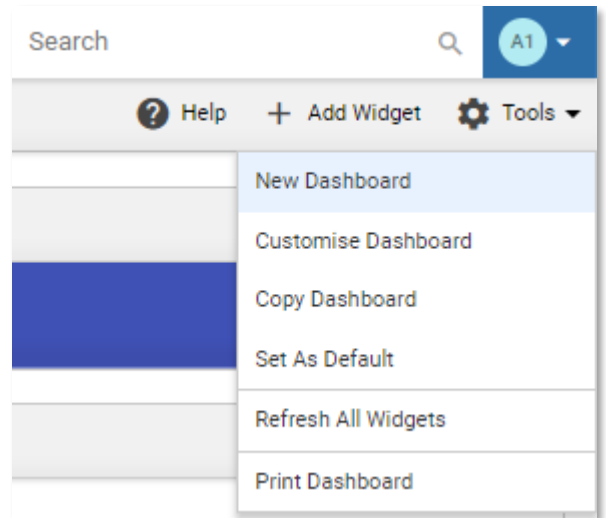 Search
A1
Help
Add Widget
Tools
New Dashboard
Customise Dashboard
Copy Dashboard
Set As Default
Refresh All Widgets
Print Dashboard